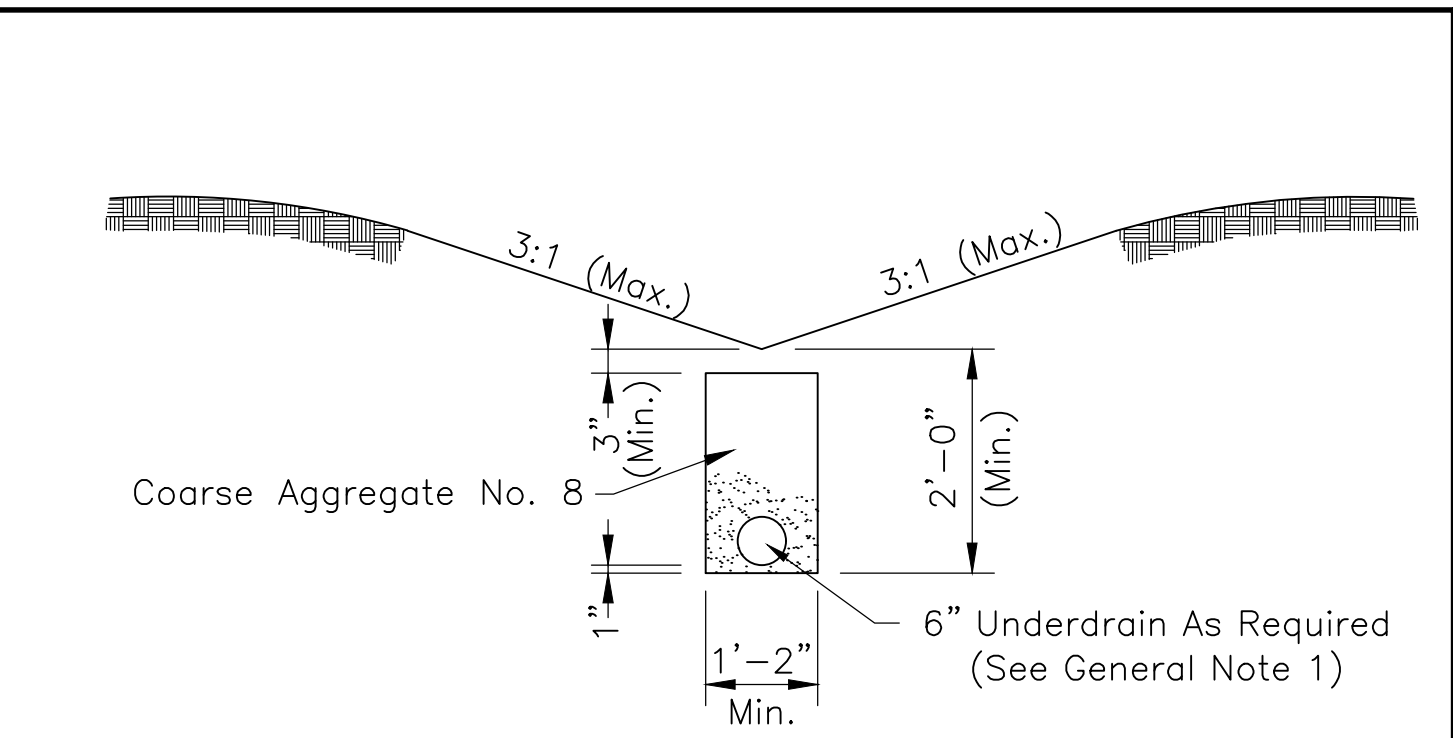 3:1 (Max.)
3:1 (Max.)
3”
(Min.)
2’-0”
(Min.)
Coarse Aggregate No. 8
1”
6” Underdrain As Required
(See General Note 1)
1’-2”
Min.